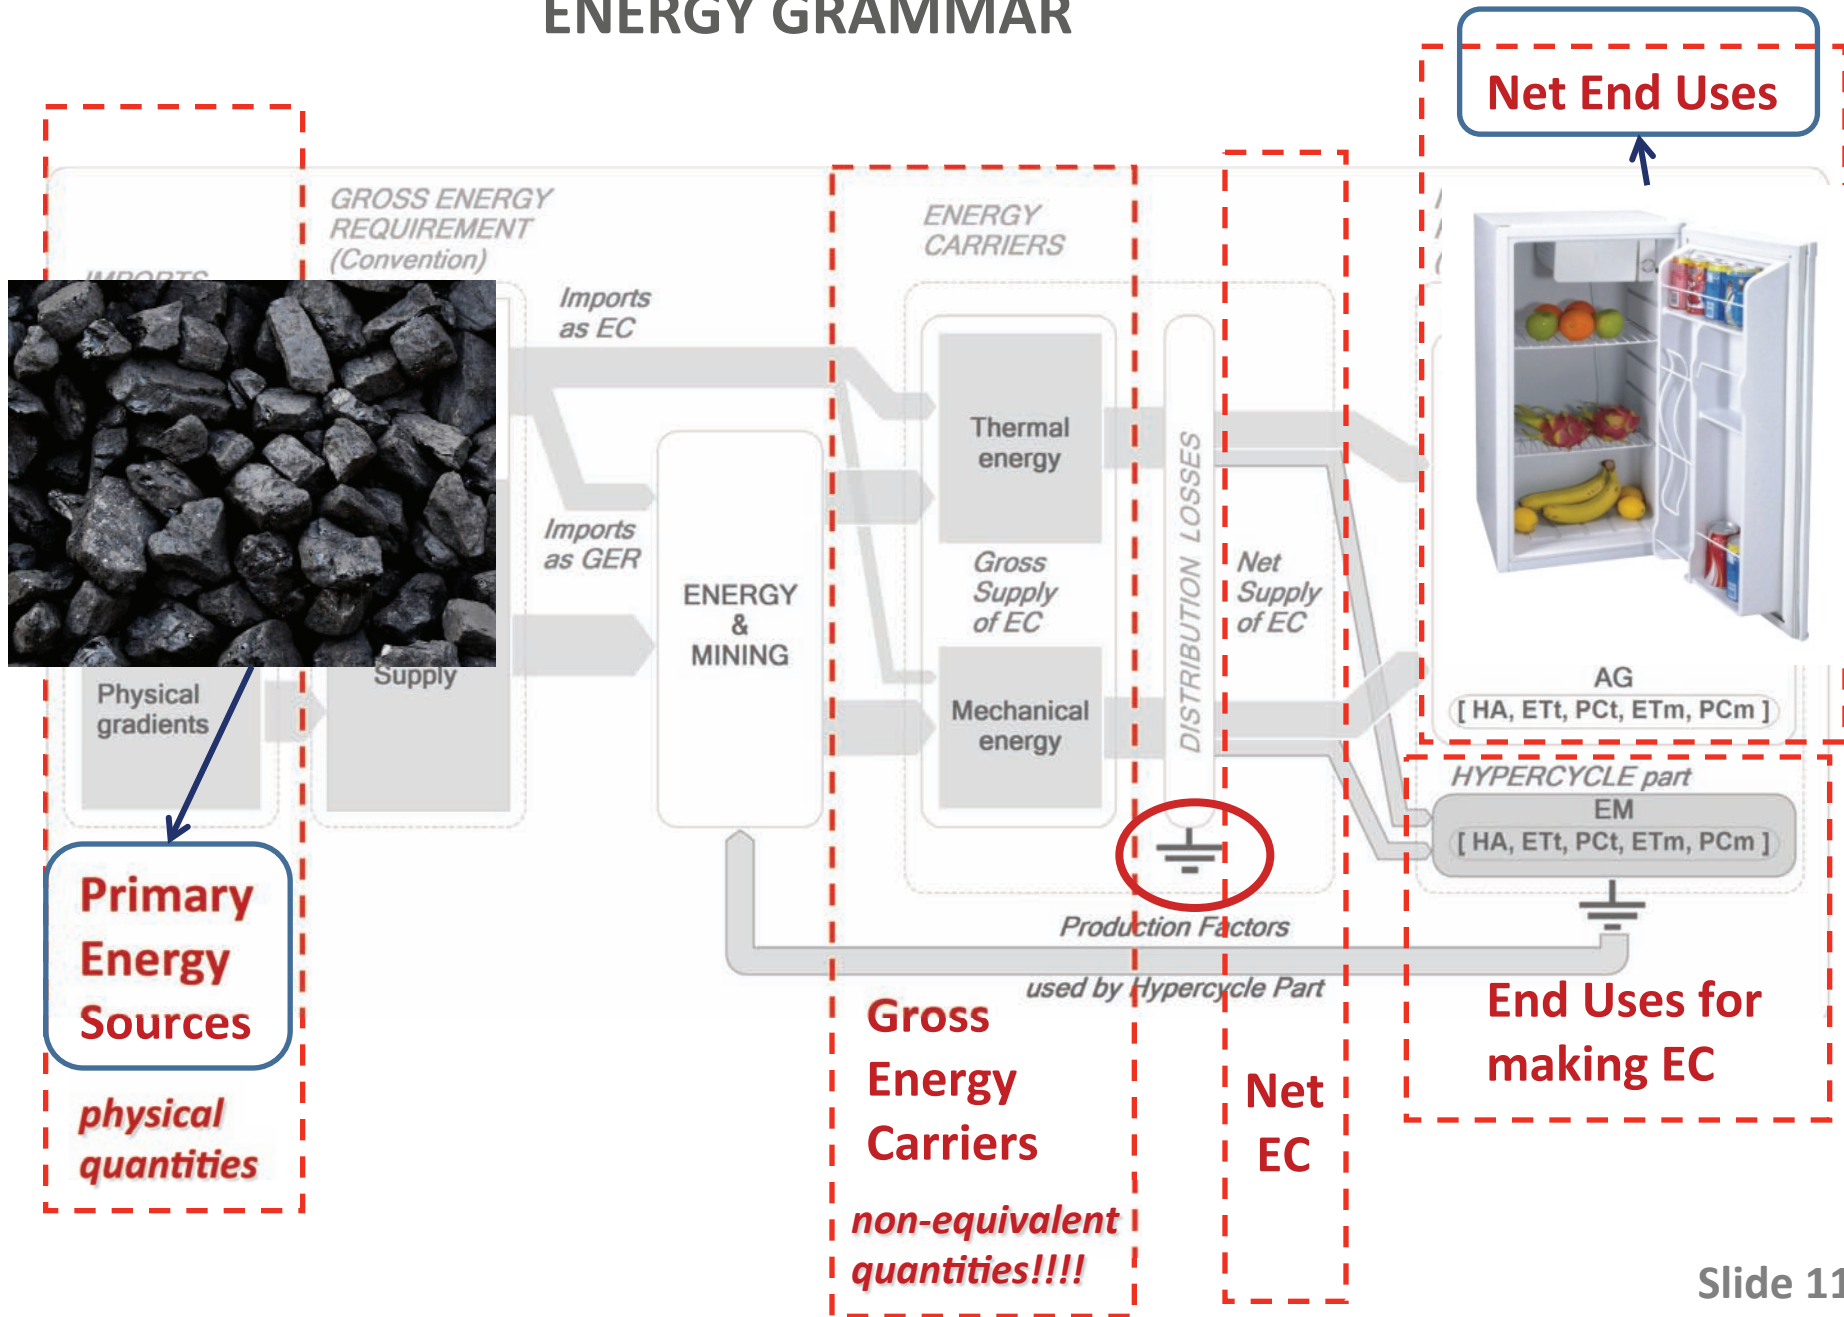 ENERGY GRAMMAR
Net End Uses
GROSS ENERGY
REQUIREMENT
(Convention)
IMPORTS
ENERGY
CARRIERS
Imports
as EC
Imports
as GER
Thermal
energy
Gross
Supply
of EC
Mechanical
energy
DISTRIBUTION LOSSES
Net
Supply
of EC
ENERGY
&
MINING
Supply
Physical
gradients
AG
[ HA, ETt, PCt, ETm, PCm ]
HYPERCYCLE part
EM
[ HA, ETt, PCt, ETm, PCm ]
Production Factors
used by Hypercycle Part
Primary
Energy
Sources
physical
quantities
Gross
Energy
Carriers
non-equivalent
quantities!!!!
Net
EC
End Uses for
making EC
Slide 11